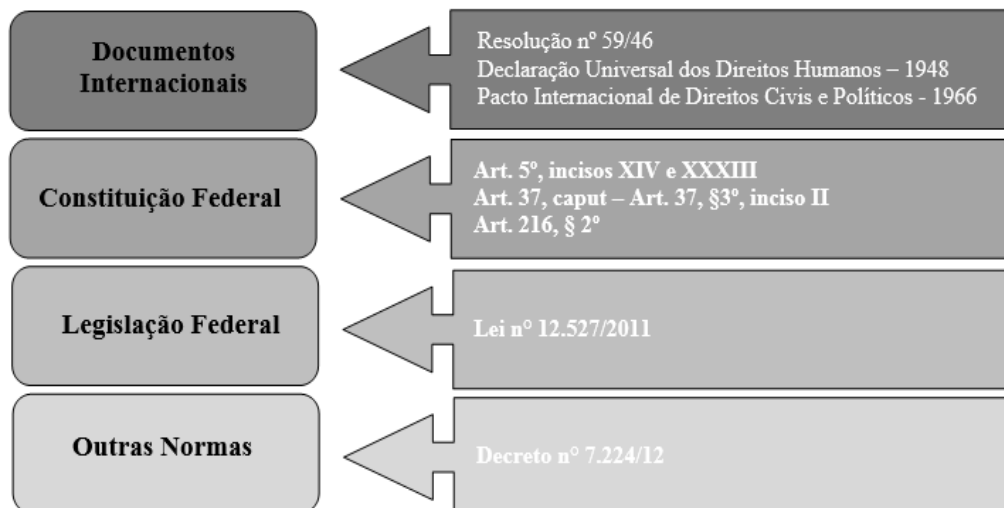 Documentos
Internacionais
Resolução nº 59/46
Declaração Universal dos Direitos Humanos – 1948
Pacto Internacional de Direitos Civis e Políticos - 1966
Constituição Federal
Art. 5º, incisos XIV e XXXIII
Art. 37, caput – Art. 37, §3º, inciso II
Art. 216, § 2º
Legislação Federal
Lei n° 12.527/2011
Outras Normas
Decreto n° 7.224/12